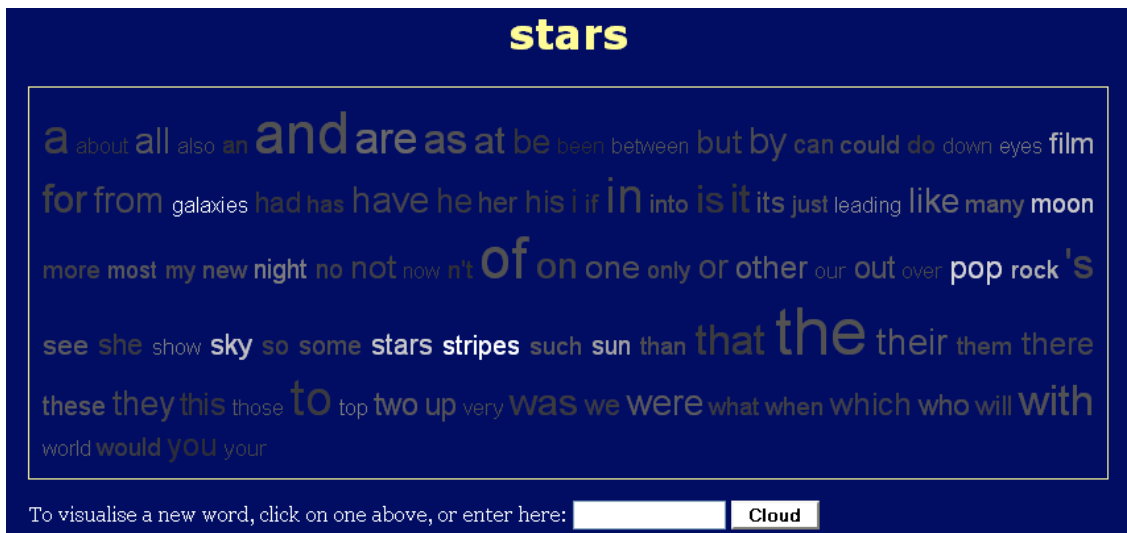 stars
a about all also an and are as at be been between but by can could do down eyes film
for from galaxies had has have he her his i if in into is it its just leading like many moon
more most my new night no not now n't of on one only or other our out over pop rock 's
see she show sky so some stars stripes such sun than that the their them there
these they this those to top two up very was we were what when which who will with
world would you your
To visualise a new word, click on one above, or enter here: Cloud